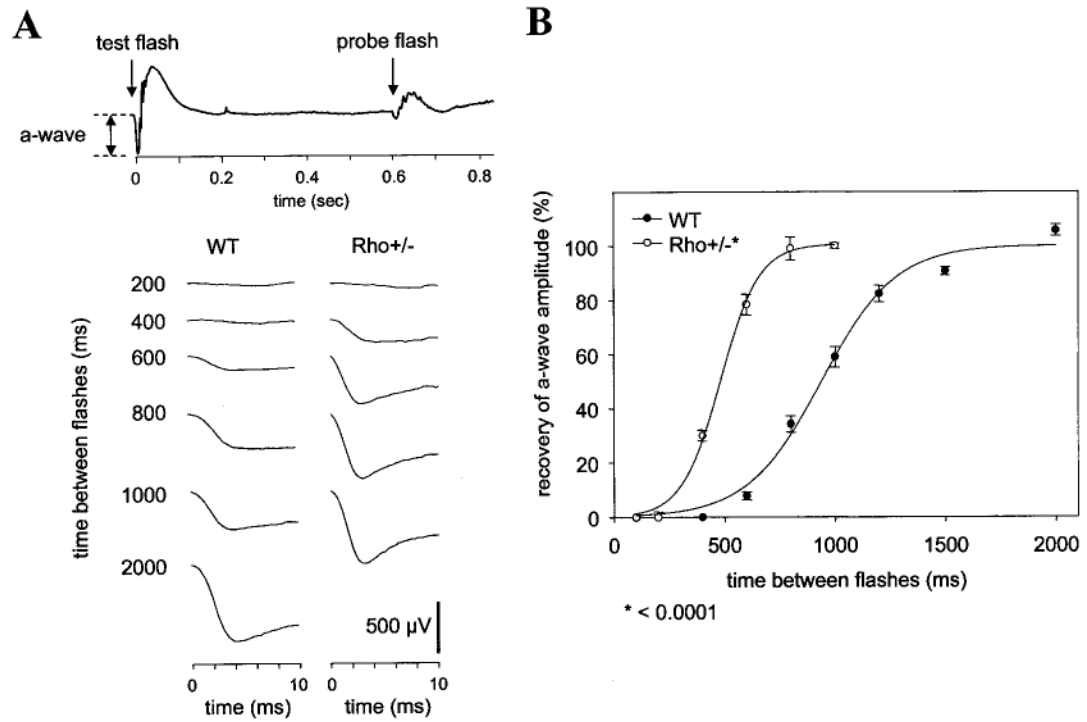 A
test flash
probe flash
a-wave
0 0.2 0.4 0.6 0.8
time (sec)
WT Rho+/-
time between flashes (ms)
200
400
600
800
1000
2000
500 µV
0 10 0 10
time (ms) time (ms)
B
recovery of a-wave amplitude (%)
WT
Rho+/-*
100
80
60
40
20
0
0 500 1000 1500 2000
time between flashes (ms)
* < 0.0001